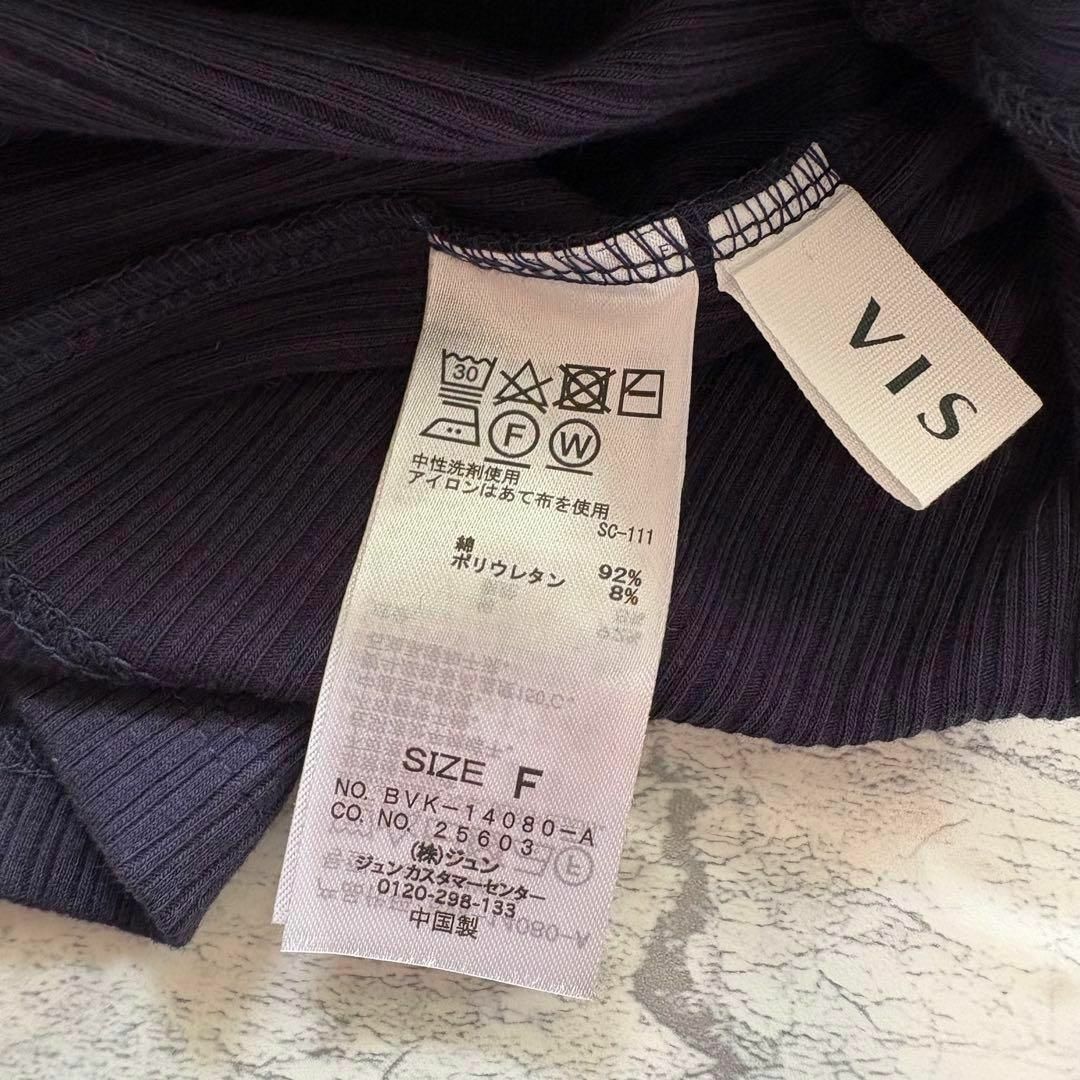 VIS
30
F W
中性洗剤使用
アイロンはあて布を使用
SC-111
綿 92%
ポリウレタン 8%
SIZE F
NO. BVK-14080-A
CO. NO. 25603
(株)ジュン
ジュンカスタマーセンター
0120-298-133
中国製